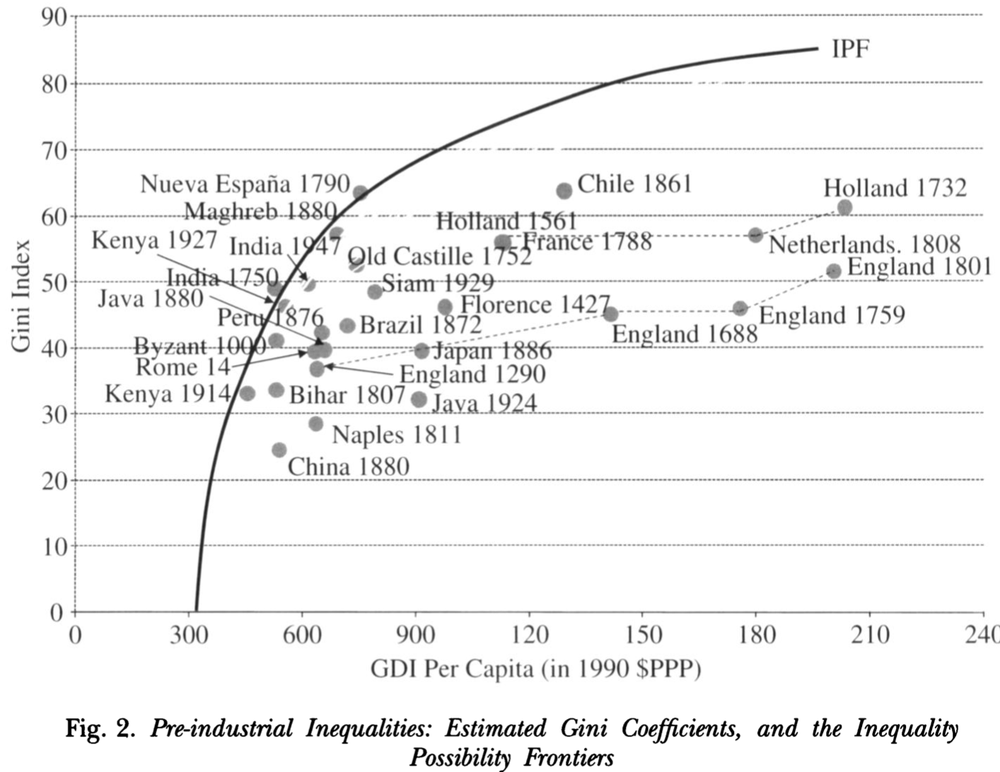 90
IPF
80
70
Nueva España 1790
Chile 1861
Holland 1732
Maghreb 1880
60
Holland 1561
Kenya 1927
India 1947
France 1788
Netherlands. 1808
Old Castille 1752
England 1801
India 1750
50
Siam 1929
Java 1880
Florence 1427
Peru 1876
Brazil 1872
England 1759
England 1688
Byzant 1000
40
Japan 1886
Rome 14
England 1290
Kenya 1914
Bihar 1807
Java 1924
30
Naples 1811
China 1880
20
10
0
Gini Index
0 300 600 900 120 150 180 210 240
GDI Per Capita (in 1990 $PPP)
Fig. 2. Pre-industrial Inequalities: Estimated Gini Coefficients, and the Inequality
Possibility Frontiers